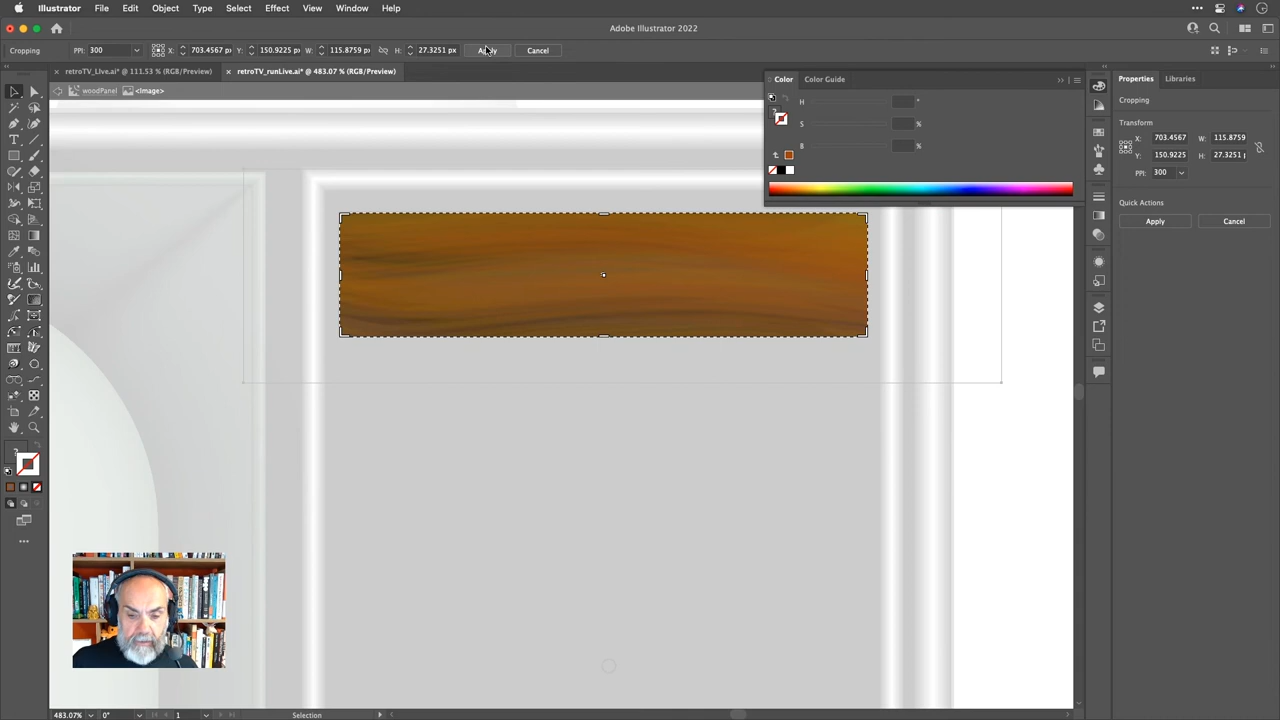 Illustrator File Edit Object Type Select Effect View Window Help
Adobe Illustrator 2022
Cropping PPI: 300 X: 703.4567 px Y: 150.9225 px W: 115.8759 px H: 27.3251 px Apply Cancel
× retroTV_LIve.ai* @ 111.53 % (RGB/Preview) × retroTV_runLive.ai* @ 483.07 % (RGB/Preview)
woodPanel <Image>
Color Color Guide
H °
S %
B %
Properties Libraries
Cropping
Transform
X: 703.4567 W: 115.8759
Y: 150.9225 H: 27.3251 p
PPI: 300
Quick Actions
Apply Cancel
?
?
483.07% 0° 1 Selection